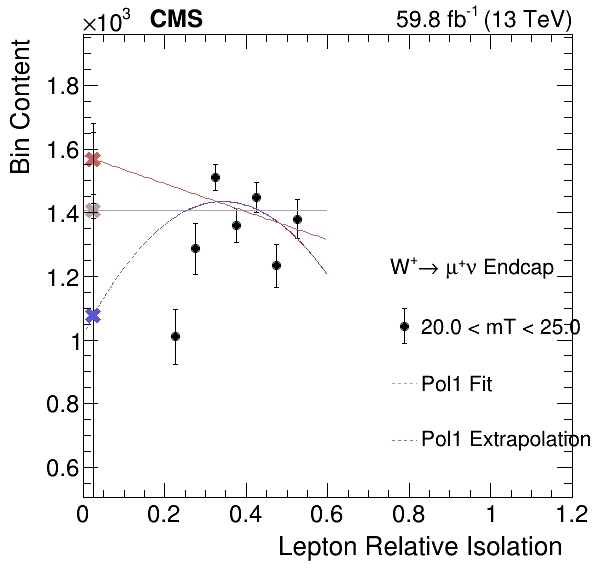 ×10³ CMS 59.8 fb⁻¹ (13 TeV)
Bin Content
1.8
1.6
1.4
1.2
1
0.8
0.6
W⁺→ μ⁺ν Endcap
20.0 < mT < 25.0
Pol1 Fit
Pol1 Extrapolation
0 0.2 0.4 0.6 0.8 1 1.2
Lepton Relative Isolation